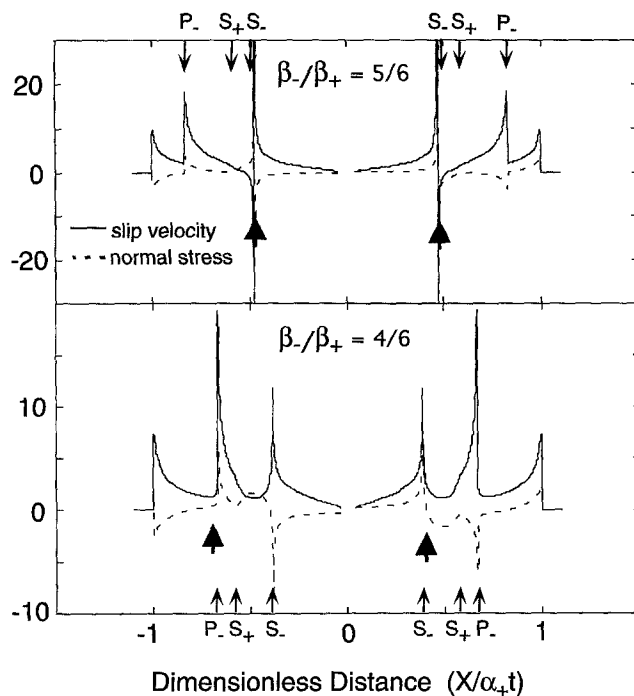 P₋ S₊ S₋ S₋ S₊ P₋
20
β₋/β₊ = 5/6
10
0
slip velocity
normal stress
-20
β₋/β₊ = 4/6
10
0
-10
P₋ S₊ S₋ S₋ S₊ P₋
-1 0 1
Dimensionless Distance (X/α₊t)